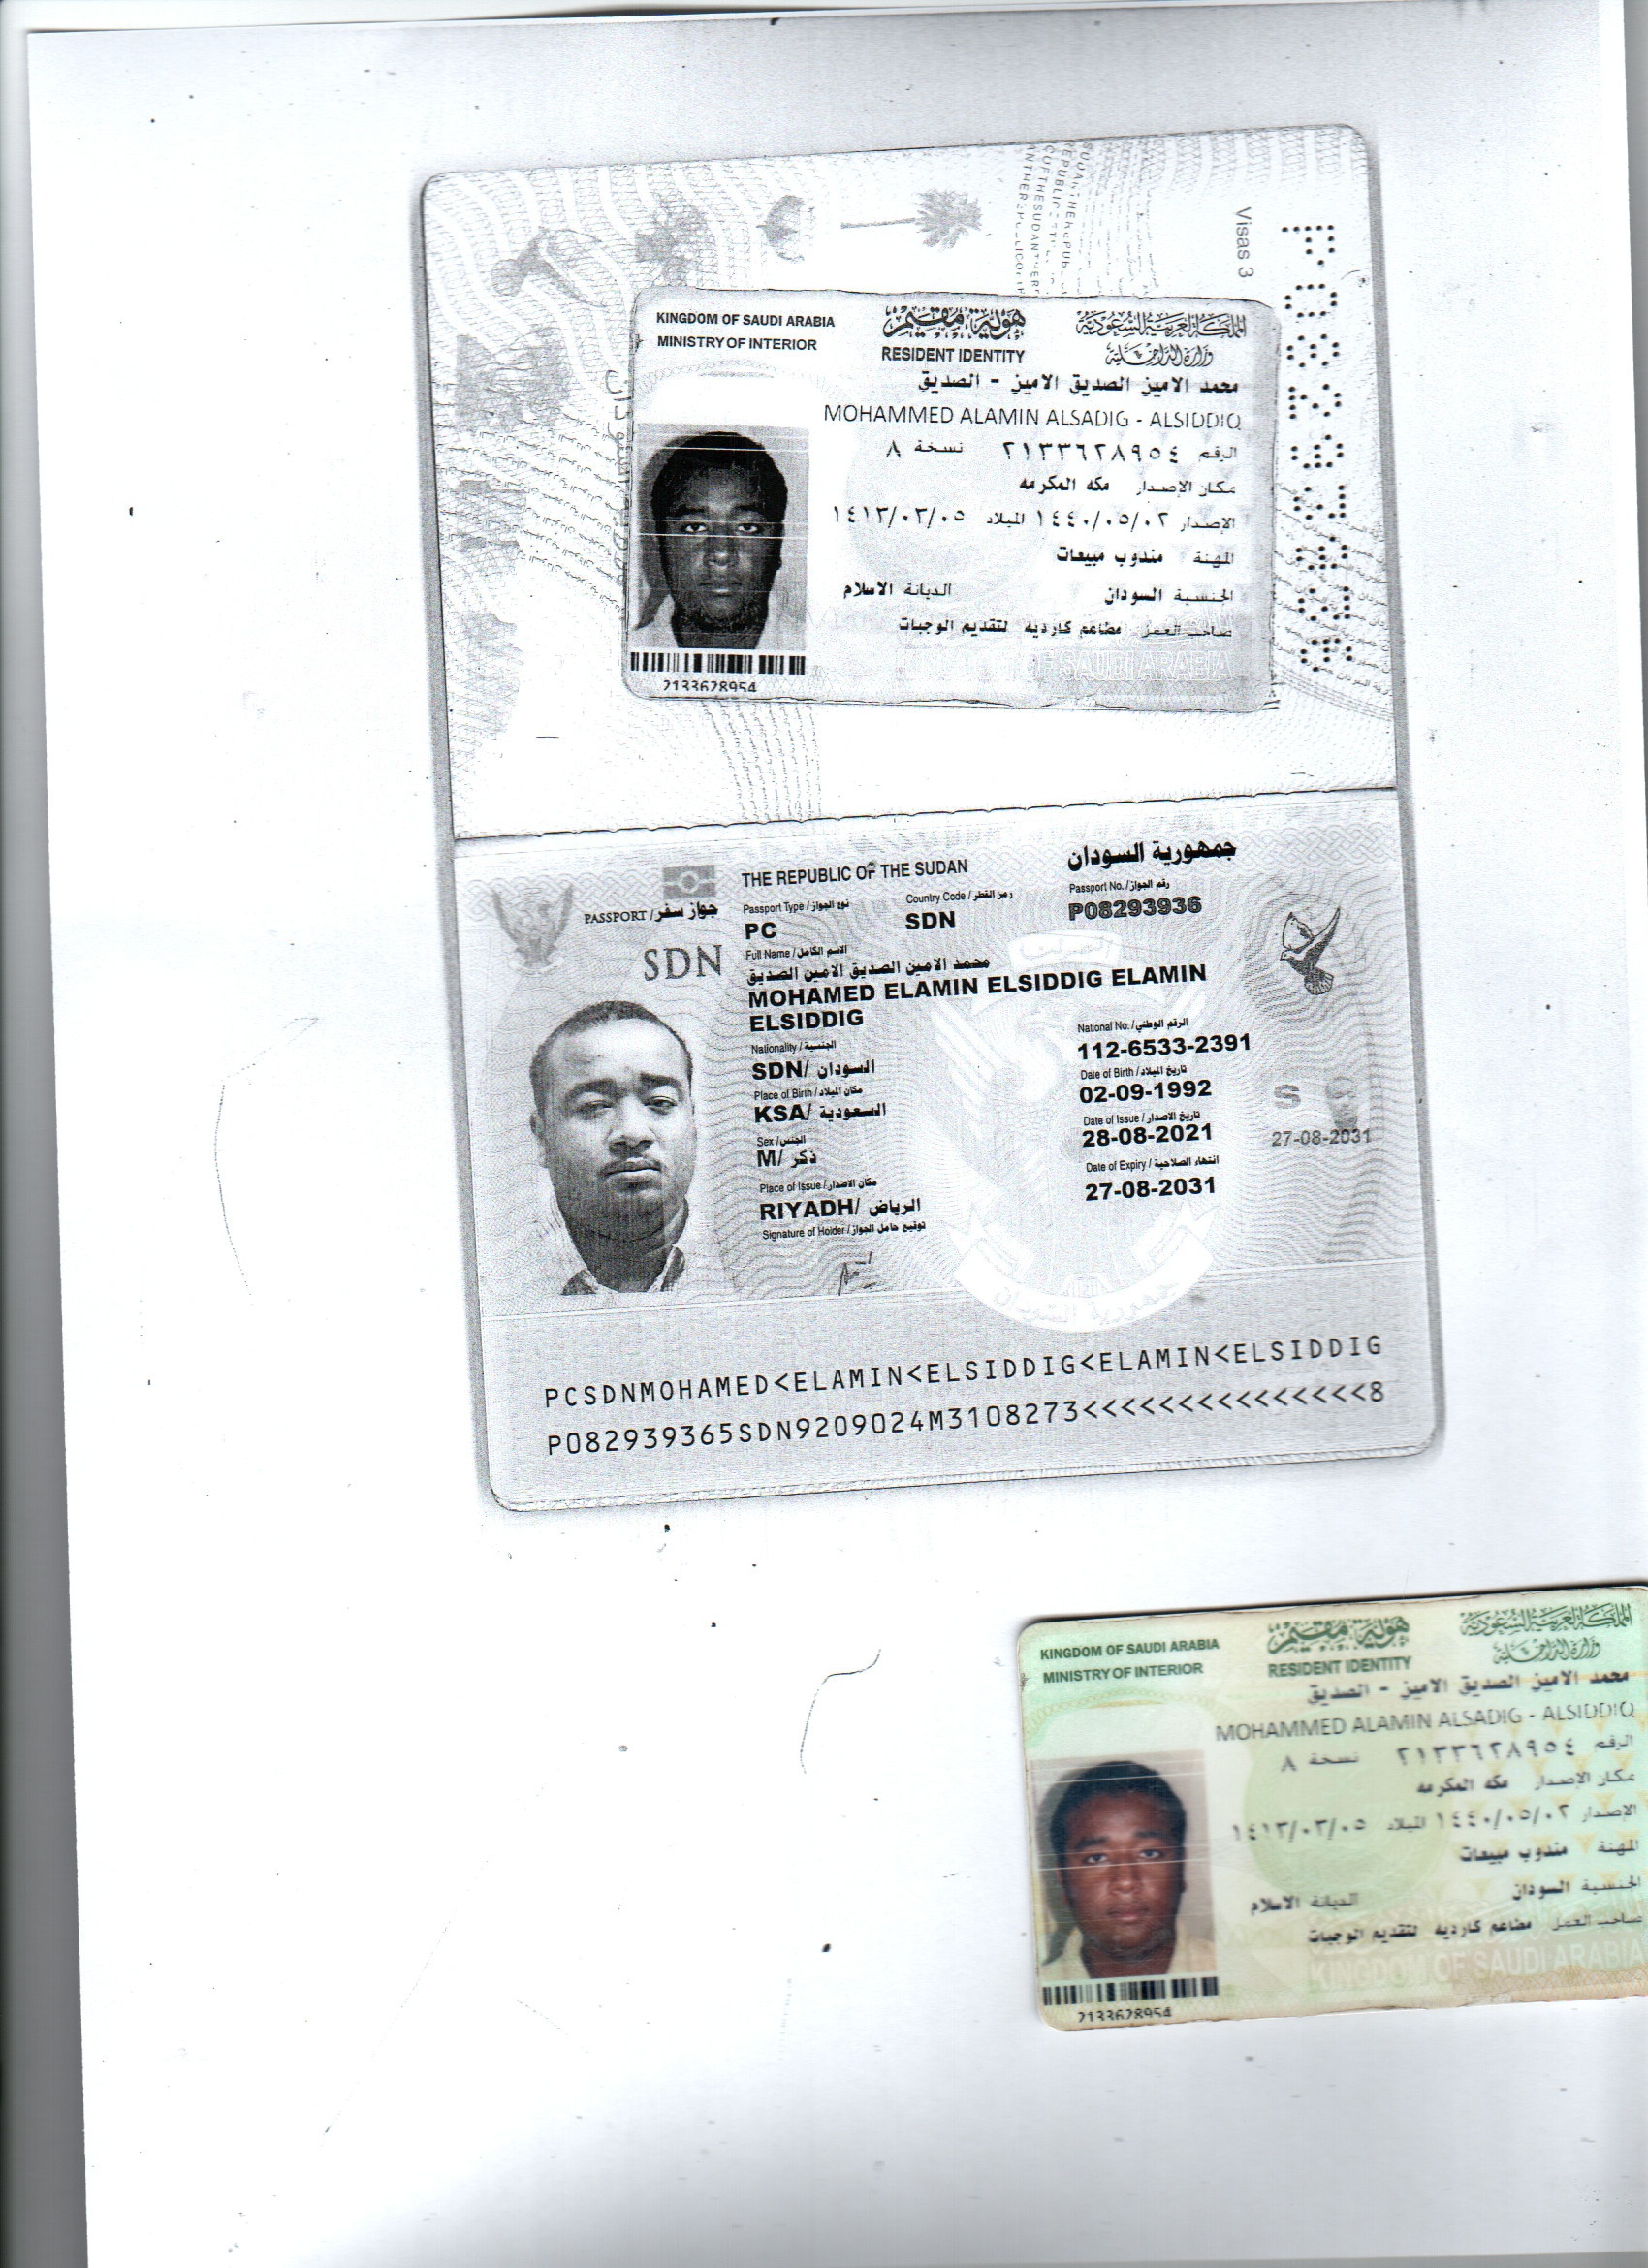 Visas 3
P08293936
KINGDOM OF SAUDI ARABIA
MINISTRY OF INTERIOR
هوية مقيم
RESIDENT IDENTITY
المملكة العربية السعودية
وزارة الداخلية
محمد الامين الصديق الامين - الصديق
MOHAMMED ALAMIN ALSADIG - ALSIDDIQ
الرقم ٢١٣٣٦٢٨٩٥٤ نسخة ٨
مكان الإصدار مكه المكرمه
الإصدار ١٤٤٠/٠٥/٠٢ الميلاد ١٤١٣/٠٣/٠٥
المهنة مندوب مبيعات
الجنسية السودان الديانة الاسلام
صاحب العمل مطاعم كارديه لتقديم الوجبات
KINGDOM OF SAUDI ARABIA
2133628954
THE REPUBLIC OF THE SUDAN
جمهورية السودان
PASSPORT / جواز سفر
Passport Type / نوع الجواز
Country Code / رمز القطر
Passport No. / رقم الجواز
PC
SDN
P08293936
SDN
Full Name / الاسم الكامل
محمد الامين الصديق الامين الصديق
MOHAMED ELAMIN ELSIDDIG ELAMIN
ELSIDDIG
Nationality / الجنسية
SDN/ السودان
National No. / الرقم الوطني
112-6533-2391
Place of Birth / مكان الميلاد
KSA/ السعودية
Date of Birth / تاريخ الميلاد
02-09-1992
Sex / الجنس
M/ ذكر
Date of Issue / تاريخ الاصدار
28-08-2021
27-08-2031
Place of Issue / مكان الاصدار
RIYADH/ الرياض
Date of Expiry / انتهاء الصلاحية
27-08-2031
Signature of Holder / توقيع حامل الجواز
جمهورية السودان
PCSDNMOHAMED<ELAMIN<ELSIDDIG<ELAMIN<ELSIDDIG
P082939365SDN9209024M3108273<<<<<<<<<<<<<<<8
KINGDOM OF SAUDI ARABIA
MINISTRY OF INTERIOR
هوية مقيم
RESIDENT IDENTITY
المملكة العربية السعودية
وزارة الداخلية
محمد الامين الصديق الامين - الصديق
MOHAMMED ALAMIN ALSADIG - ALSIDDIQ
الرقم ٢١٣٣٦٢٨٩٥٤ نسخة ٨
مكان الإصدار مكه المكرمه
الإصدار ١٤٤٠/٠٥/٠٢ الميلاد ١٤١٣/٠٣/٠٥
المهنة مندوب مبيعات
الجنسية السودان الديانة الاسلام
صاحب العمل مطاعم كارديه لتقديم الوجبات
KINGDOM OF SAUDI ARABIA
2133628954